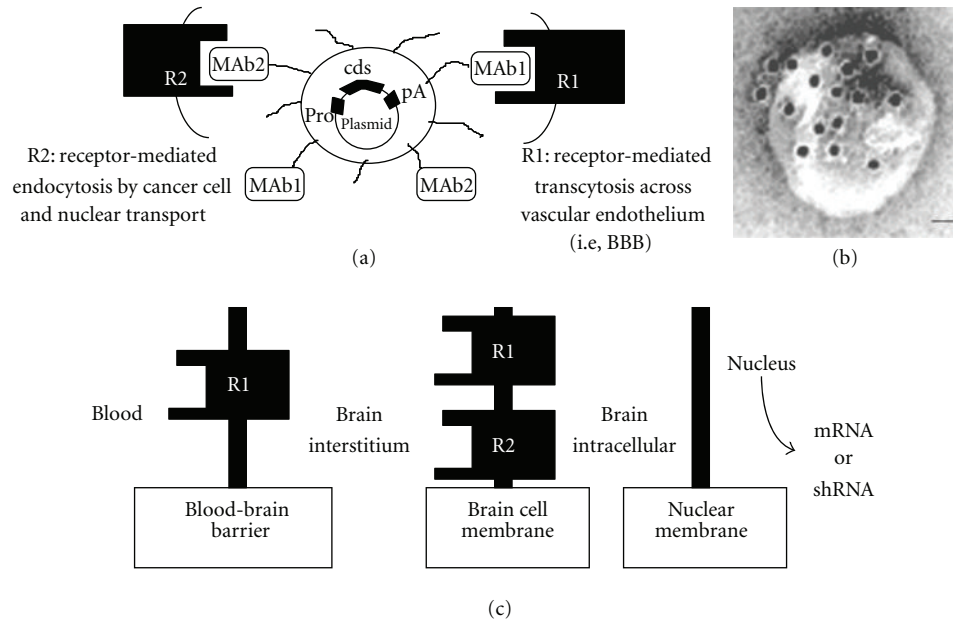 R2
MAb2
cds
Pro
pA
Plasmid
MAb1
R1
MAb1
MAb2
R2: receptor-mediated
endocytosis by cancer cell
and nuclear transport
R1: receptor-mediated
transcytosis across
vascular endothelium
(i.e, BBB)
(a)
(b)
Blood
R1
Blood-brain
barrier
Brain
interstitium
R1
R2
Brain cell
membrane
Brain
intracellular
Nuclear
membrane
Nucleus
mRNA
or
shRNA
(c)